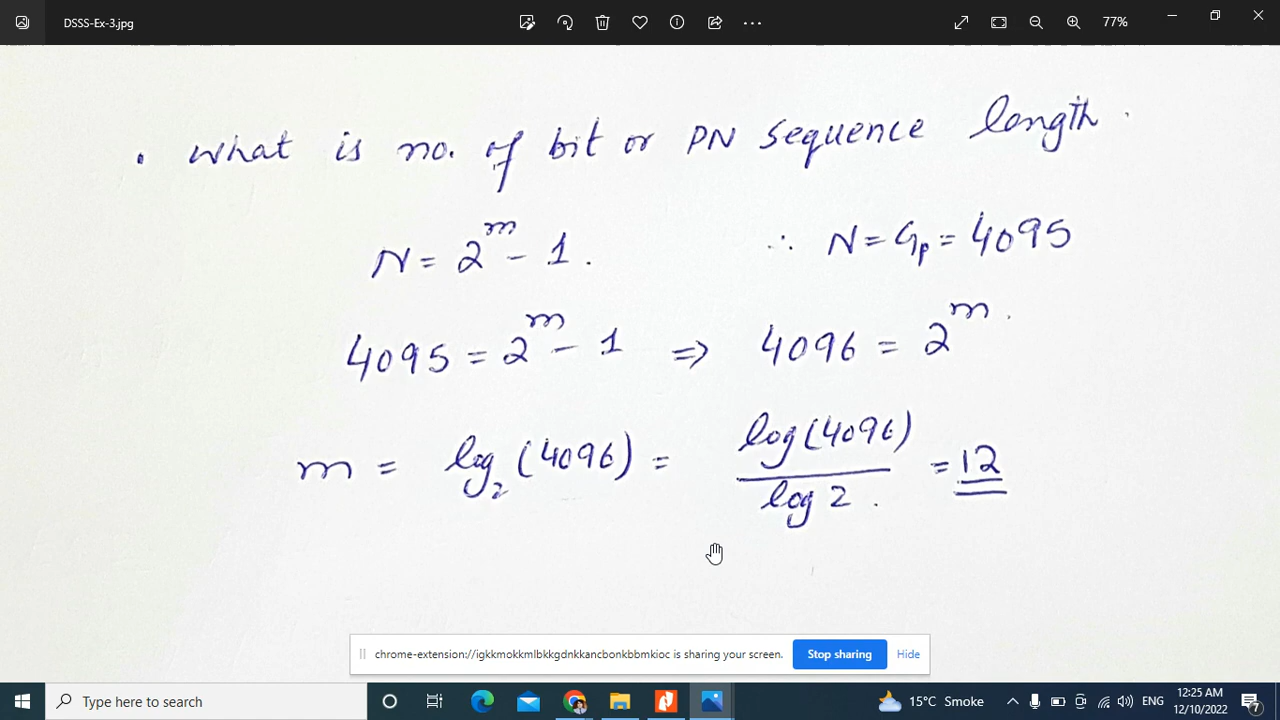 DSSS-Ex-3.jpg
77%
. What is no. of bit or PN sequence length.
N = 2^m - 1. ∴ N = Gp = 4095
4095 = 2^m - 1 ⇒ 4096 = 2^m.
m = log₂(4096) = log(4096) / log 2. = 12
chrome-extension://igkkmokkmlbkkgdnkkancbonkbbmkioc is sharing your screen. Stop sharing Hide
Type here to search
15°C Smoke
ENG
12:25 AM
12/10/2022
7